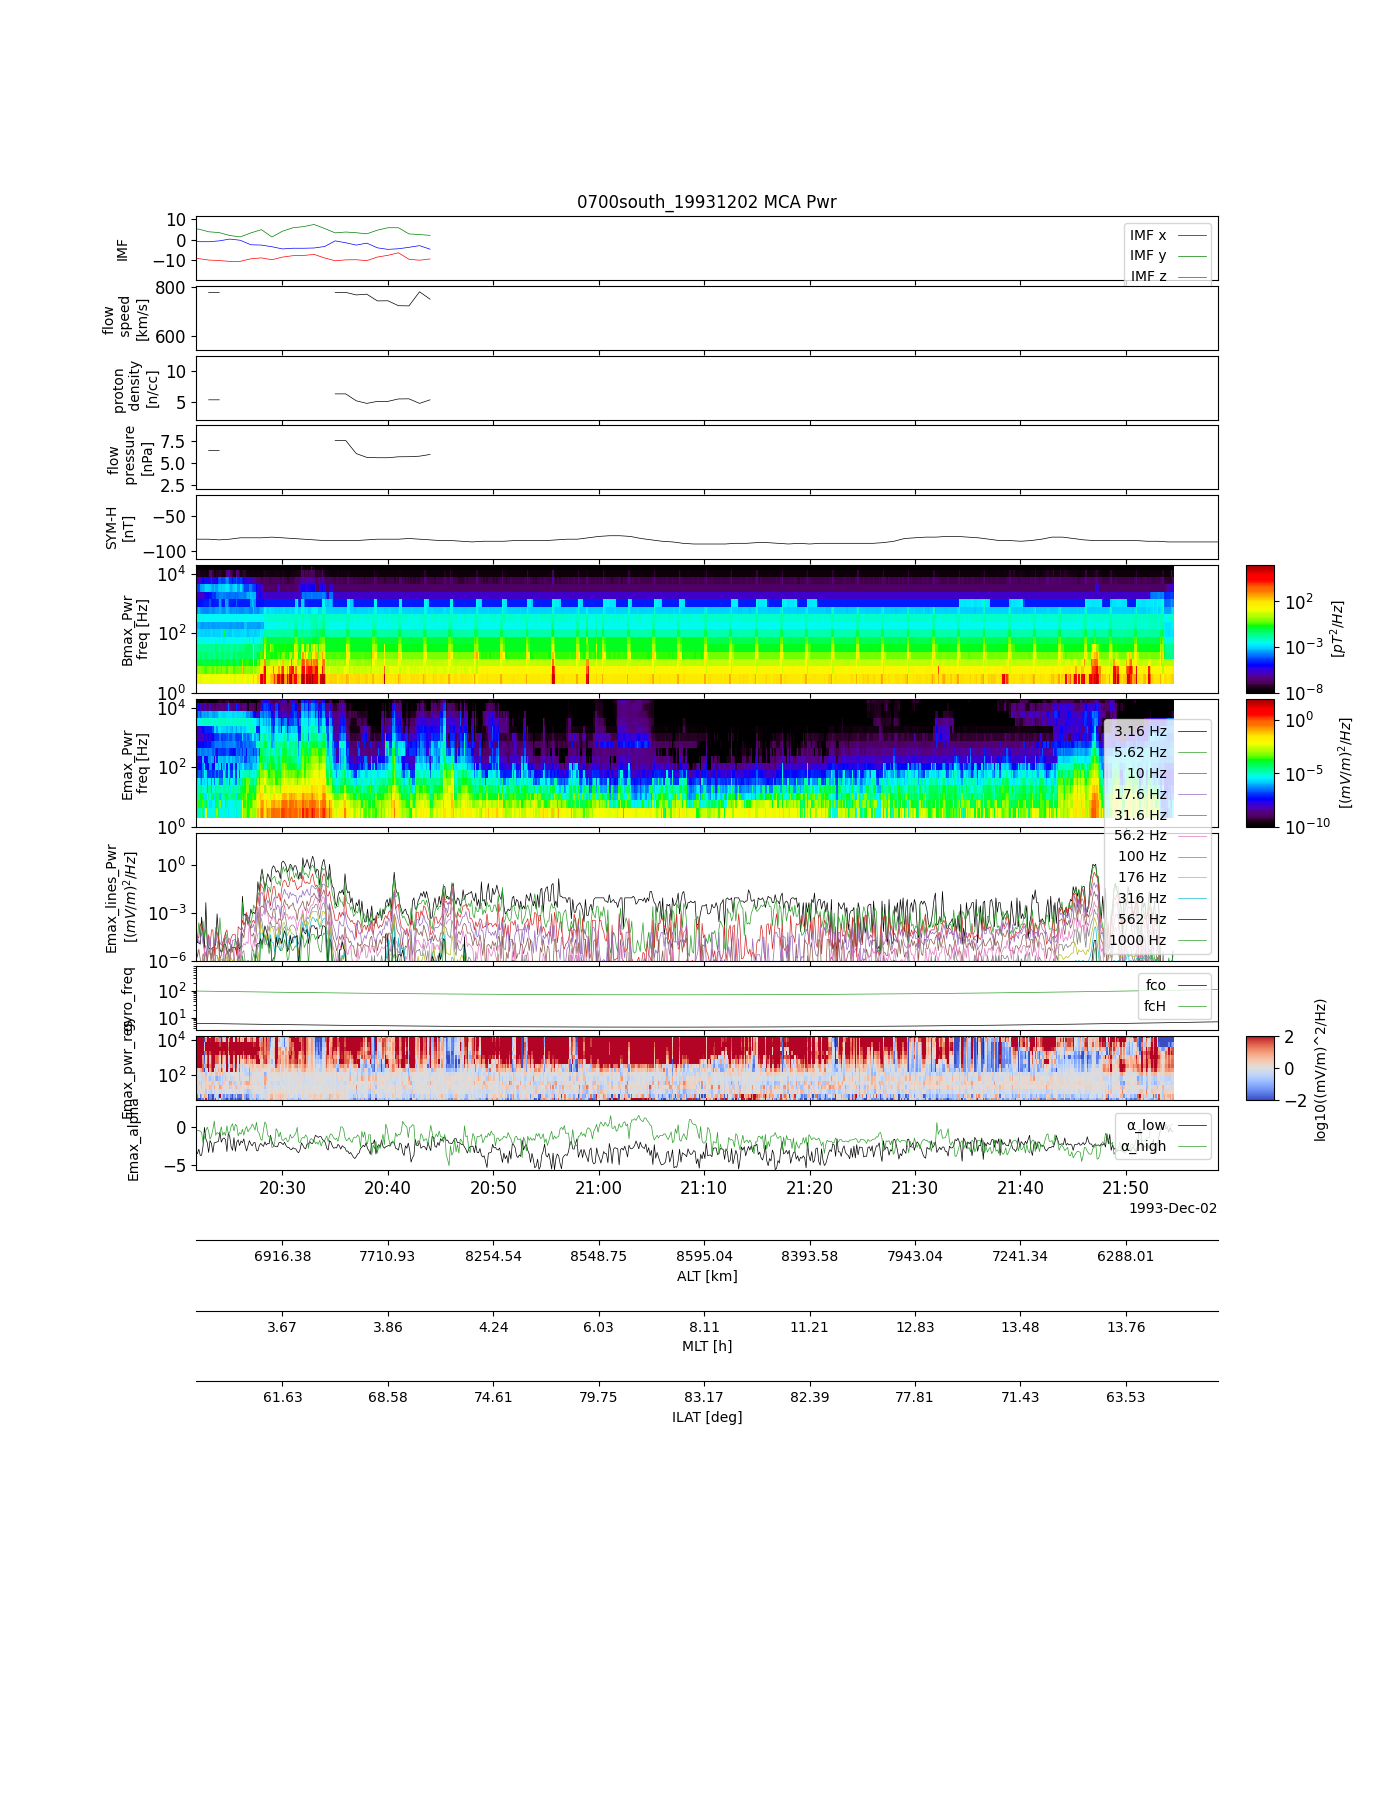 0700south_19931202 MCA Pwr
10
0
−10
IMF
IMF x
IMF y
IMF z
800
600
flow
speed
[km/s]
10
5
proton
density
[n/cc]
7.5
5.0
2.5
flow
pressure
[nPa]
−50
−100
SYM-H
[nT]
10^4
10^2
10^0
Bmax_Pwr
freq [Hz]
10^2
10^−3
10^−8
[pT^2/Hz]
10^4
10^2
10^0
Emax_Pwr
freq [Hz]
10^0
10^−5
10^−10
[(mV/m)^2/Hz]
3.16 Hz
5.62 Hz
10 Hz
17.6 Hz
31.6 Hz
56.2 Hz
100 Hz
176 Hz
316 Hz
562 Hz
1000 Hz
10^0
10^−3
10^−6
Emax_lines_Pwr
[(mV/m)^2/Hz]
10^2
10^1
gyro_freq
fco
fcH
10^4
10^2
Emax_pwr_res
2
0
−2
log10((mV/m)^2/Hz)
0
−5
Emax_alpha
α_low
α_high
20:30 20:40 20:50 21:00 21:10 21:20 21:30 21:40 21:50
1993-Dec-02
6916.38 7710.93 8254.54 8548.75 8595.04 8393.58 7943.04 7241.34 6288.01
ALT [km]
3.67 3.86 4.24 6.03 8.11 11.21 12.83 13.48 13.76
MLT [h]
61.63 68.58 74.61 79.75 83.17 82.39 77.81 71.43 63.53
ILAT [deg]